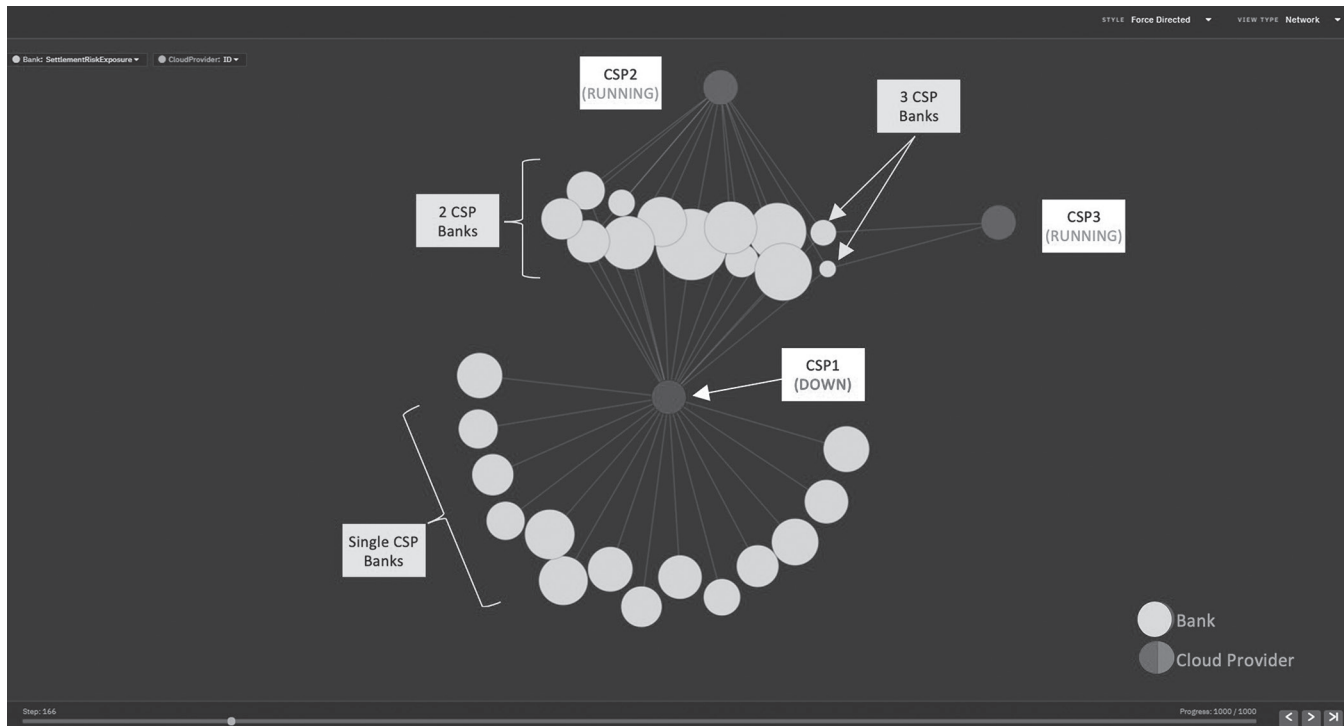 STYLE Force Directed VIEW TYPE Network
Bank: SettlementRiskExposure CloudProvider: ID
CSP2
(RUNNING)
3 CSP
Banks
2 CSP
Banks
CSP3
(RUNNING)
CSP1
(DOWN)
Single CSP
Banks
Bank
Cloud Provider
Step: 166 Progress: 1000 / 1000